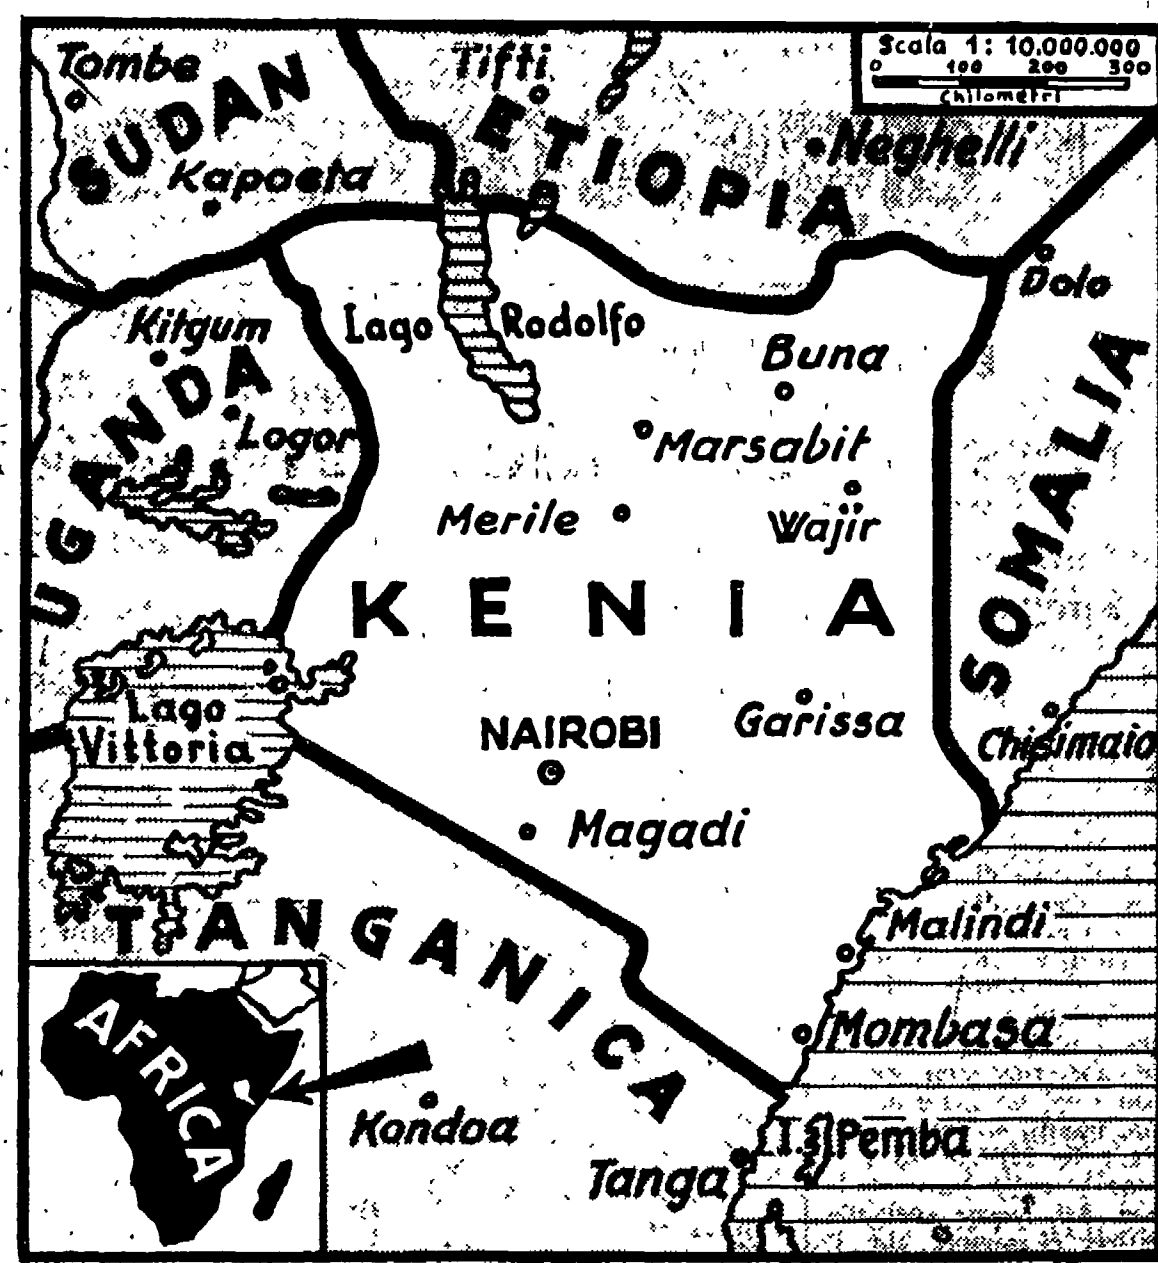 Scala 1: 10.000.000
0 100 200 300
Chilometri
Tombe
Tifti
SUDAN
ETIOPIA
Neghelli
Kapoeta
Dolo
Kitgum
Lago Rodolfo
Buna
UGANDA
Logor
Marsabit
SOMALIA
Merile
Wajir
KENIA
Lago
Vittoria
NAIROBI
Garissa
Chisimaio
Magadi
TANGANICA
Malindi
Mombasa
AFRICA
Kondoa
I. Pemba
Tanga